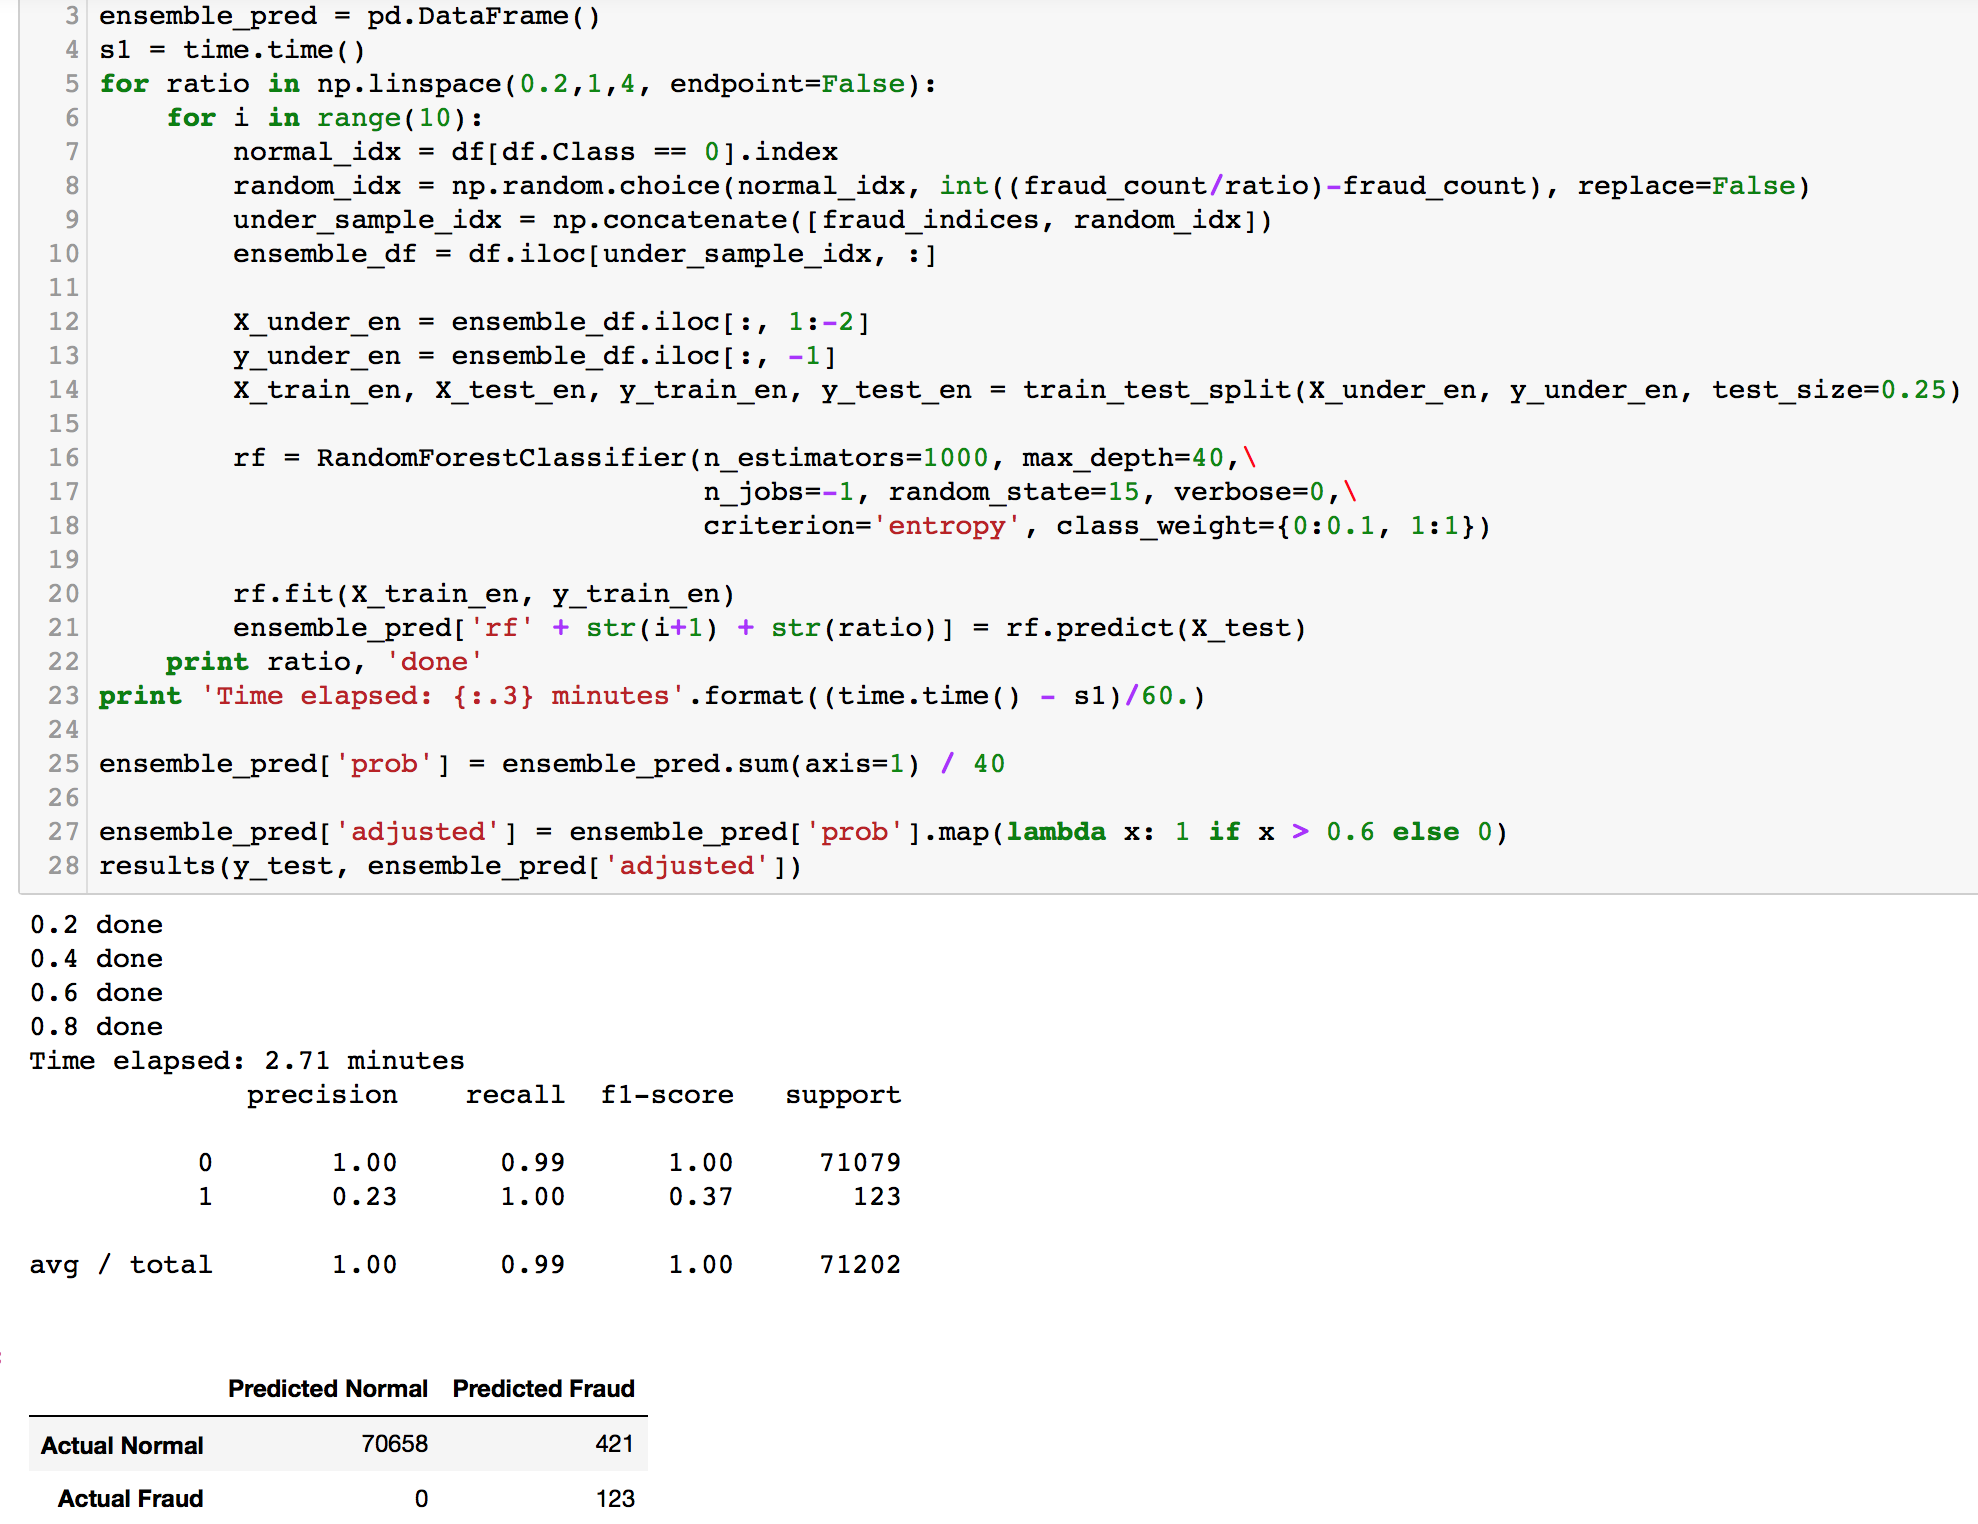 3 ensemble_pred = pd.DataFrame()
4 s1 = time.time()
5 for ratio in np.linspace(0.2,1,4, endpoint=False):
6     for i in range(10):
7         normal_idx = df[df.Class == 0].index
8         random_idx = np.random.choice(normal_idx, int((fraud_count/ratio)-fraud_count), replace=False)
9         under_sample_idx = np.concatenate([fraud_indices, random_idx])
10         ensemble_df = df.iloc[under_sample_idx, :]
11
12         X_under_en = ensemble_df.iloc[:, 1:-2]
13         y_under_en = ensemble_df.iloc[:, -1]
14         X_train_en, X_test_en, y_train_en, y_test_en = train_test_split(X_under_en, y_under_en, test_size=0.25)
15
16         rf = RandomForestClassifier(n_estimators=1000, max_depth=40,\
17                                     n_jobs=-1, random_state=15, verbose=0,\
18                                     criterion='entropy', class_weight={0:0.1, 1:1})
19
20         rf.fit(X_train_en, y_train_en)
21         ensemble_pred['rf' + str(i+1) + str(ratio)] = rf.predict(X_test)
22     print ratio, 'done'
23 print 'Time elapsed: {:.3} minutes'.format((time.time() - s1)/60.)
24
25 ensemble_pred['prob'] = ensemble_pred.sum(axis=1) / 40
26
27 ensemble_pred['adjusted'] = ensemble_pred['prob'].map(lambda x: 1 if x > 0.6 else 0)
28 results(y_test, ensemble_pred['adjusted'])
0.2 done
0.4 done
0.6 done
0.8 done
Time elapsed: 2.71 minutes
precision recall f1-score support
0 1.00 0.99 1.00 71079
1 0.23 1.00 0.37 123
avg / total 1.00 0.99 1.00 71202
Predicted Normal Predicted Fraud
Actual Normal 70658 421
Actual Fraud 0 123